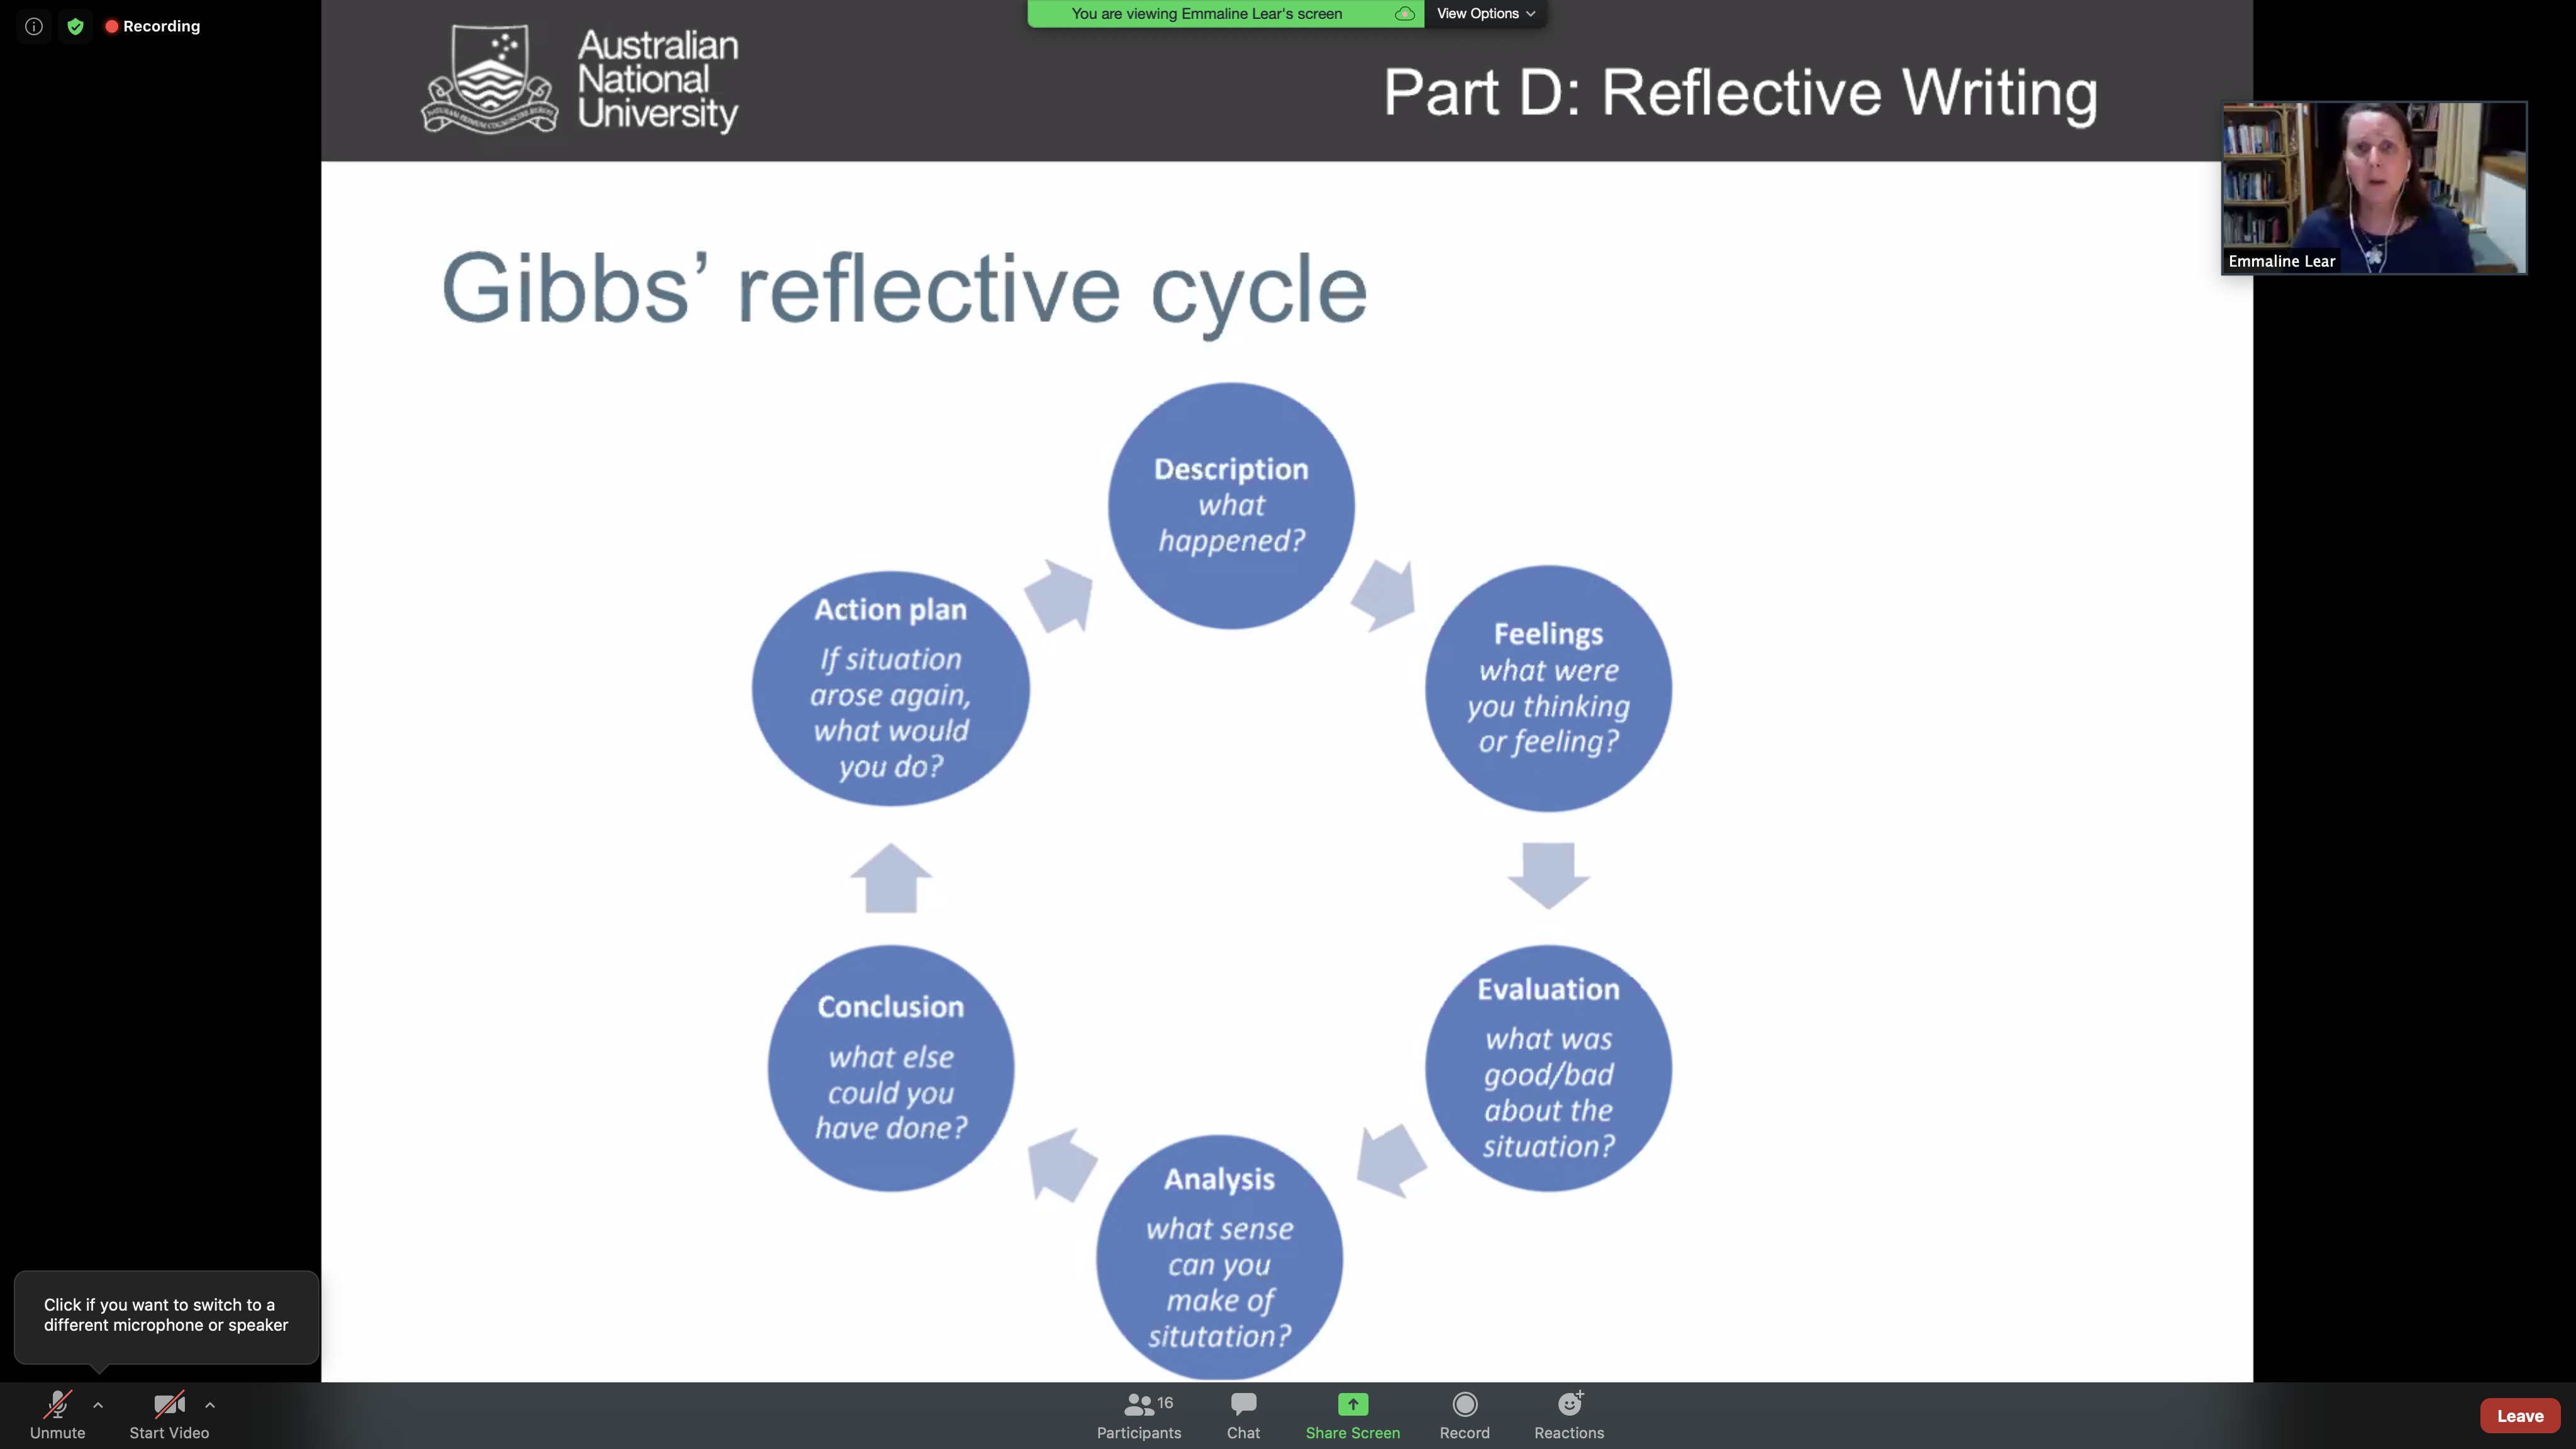 Recording
You are viewing Emmaline Lear's screen
View Options
Australian
National
University
Part D: Reflective Writing
Emmaline Lear
Gibbs’ reflective cycle
Description
what
happened?
Feelings
what were
you thinking
or feeling?
Evaluation
what was
good/bad
about the
situation?
Analysis
what sense
can you
make of
situtation?
Conclusion
what else
could you
have done?
Action plan
If situation
arose again,
what would
you do?
Click if you want to switch to a
different microphone or speaker
Unmute
Start Video
16
Participants
Chat
Share Screen
Record
Reactions
Leave